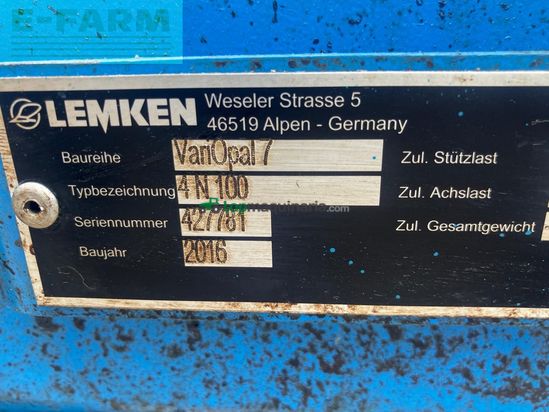 E-FARM
LEMKEN
Weseler Strasse 5
46519 Alpen - Germany
Baureihe VariOpal 7 Zul. Stützlast
Typbezeichnung 4 N 100 Zul. Achslast
Seriennummer 427781 Zul. Gesamtgewicht
Baujahr 2016